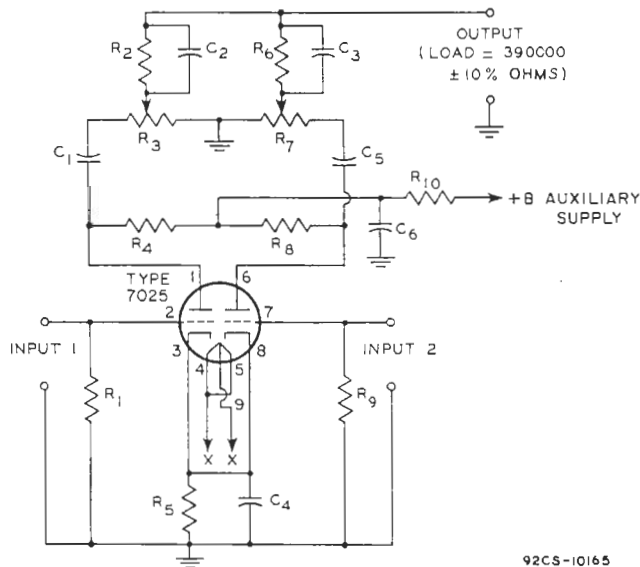 R2
C2
R6
C3
OUTPUT
(LOAD = 390000
±10% OHMS)
R3
R7
C1
C5
R10
+B AUXILIARY
SUPPLY
R4
R8
C6
TYPE
7025
1
6
2
7
3
8
4
5
9
INPUT 1
INPUT 2
R1
R9
X X
R5
C4
92CS-10165